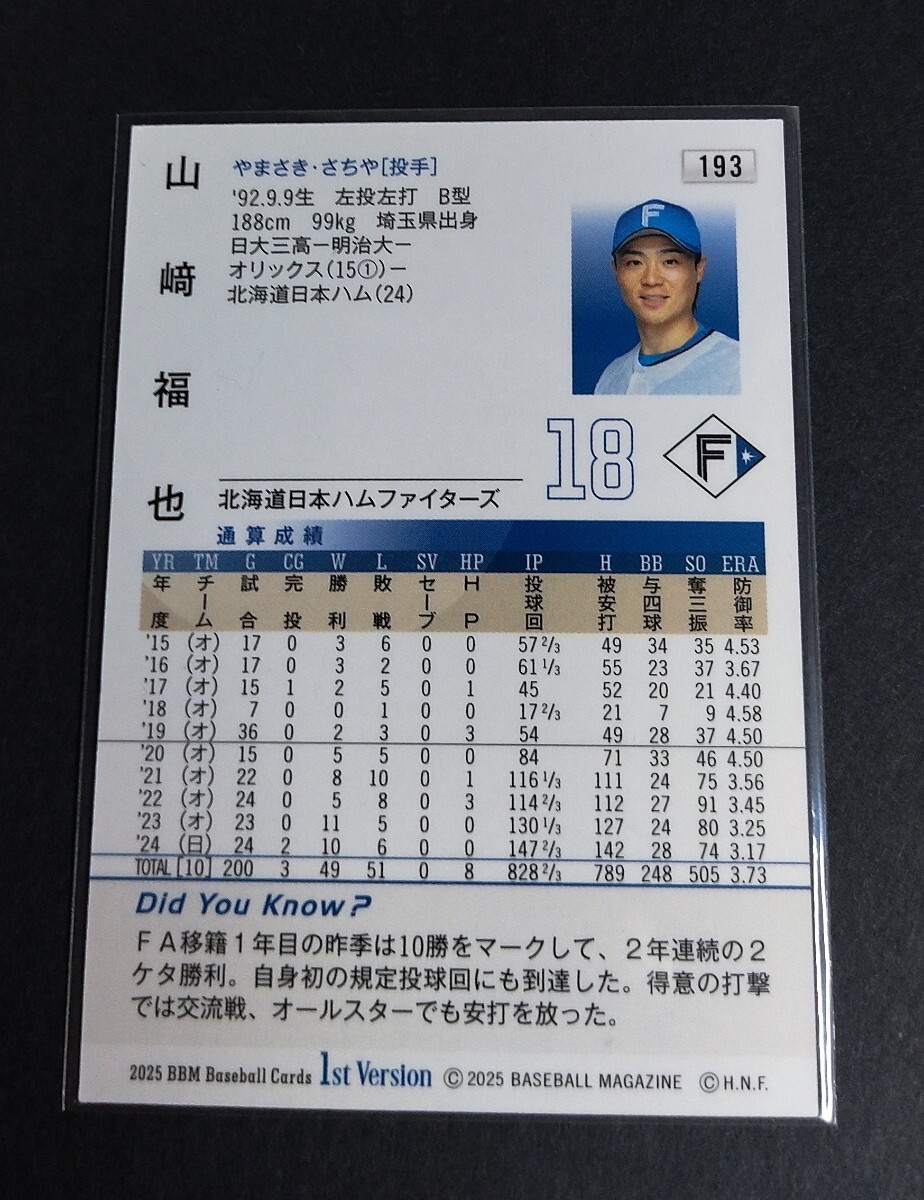 山﨑福也
やまさき・さちや[投手]
193
'92.9.9生 左投左打 B型
188cm 99kg 埼玉県出身
日大三高ー明治大ー
オリックス(15①)ー
北海道日本ハム(24)
F
18
F
北海道日本ハムファイターズ
通算成績
YR TM G CG W L SV HP IP H BB SO ERA
年度 チーム 試合 完投 勝利 敗戦 セーブ HP 投球回 被安打 与四球 奪三振 防御率
'15 (オ) 17 0 3 6 0 0 57 2/3 49 34 35 4.53
'16 (オ) 17 0 3 2 0 0 61 1/3 55 23 37 3.67
'17 (オ) 15 1 2 5 0 1 45 52 20 21 4.40
'18 (オ) 7 0 0 1 0 0 17 2/3 21 7 9 4.58
'19 (オ) 36 0 2 3 0 3 54 49 28 37 4.50
'20 (オ) 15 0 5 5 0 0 84 71 33 46 4.50
'21 (オ) 22 0 8 10 0 1 116 1/3 111 24 75 3.56
'22 (オ) 24 0 5 8 0 3 114 2/3 112 27 91 3.45
'23 (オ) 23 0 11 5 0 0 130 1/3 127 24 80 3.25
'24 (日) 24 2 10 6 0 0 147 2/3 142 28 74 3.17
TOTAL [10] 200 3 49 51 0 8 828 2/3 789 248 505 3.73
Did You Know?
FA移籍1年目の昨季は10勝をマークして、2年連続の2
ケタ勝利。自身初の規定投球回にも到達した。得意の打撃
では交流戦、オールスターでも安打を放った。
2025 BBM Baseball Cards 1st Version © 2025 BASEBALL MAGAZINE © H.N.F.